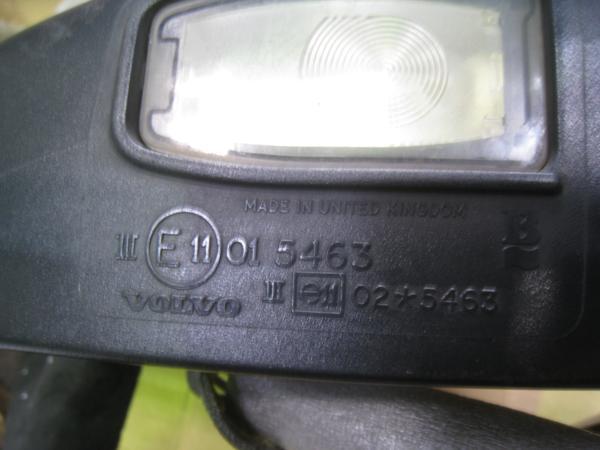 MADE IN UNITED KINGDOM
III E 11 01 5463
III e11 02*5463
VOLVO